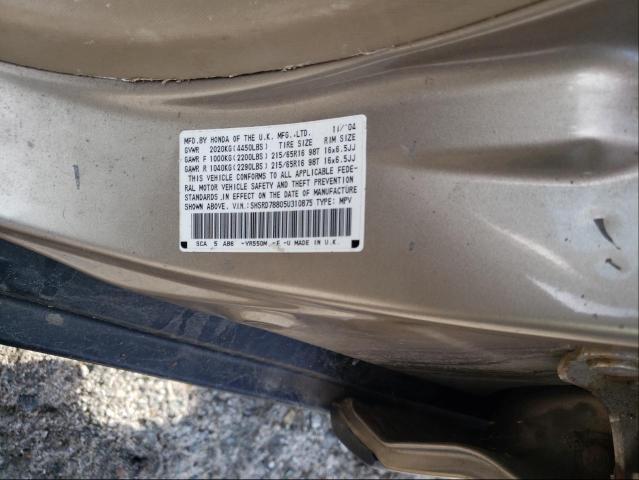 MFD.BY HONDA OF THE U.K. MFG.,LTD. 11/'04
GVWR 2020KG(4450LBS) TIRE SIZE RIM SIZE
GAWR F 1000KG(2200LBS) 215/65R16 98T 16x6.5JJ
GAWR R 1040KG(2290LBS) 215/65R16 98T 16x6.5JJ
THIS VEHICLE CONFORMS TO ALL APPLICABLE FEDE-
RAL MOTOR VEHICLE SAFETY AND THEFT PREVENTION
STANDARDS IN EFFECT ON THE DATE OF MANUFACTURE
SHOWN ABOVE. V.I.N.:SHSRD78805U310875 TYPE: MPV
SCA 5 AB6 -YR550M -F -U MADE IN U.K.